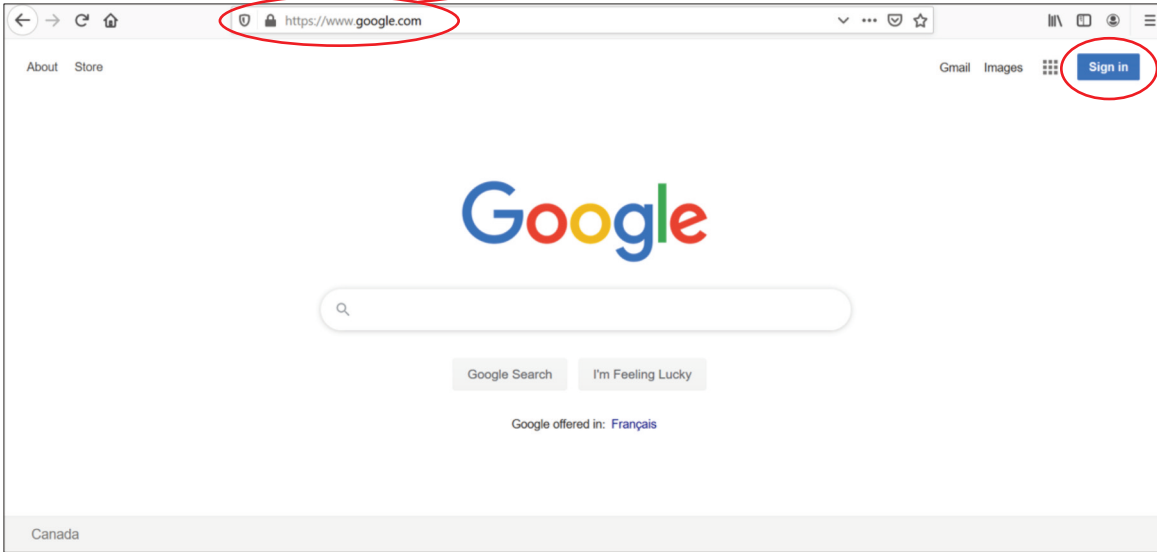 https://www.google.com
About Store
Gmail Images Sign in
Google
Google Search I'm Feeling Lucky
Google offered in: Français
Canada